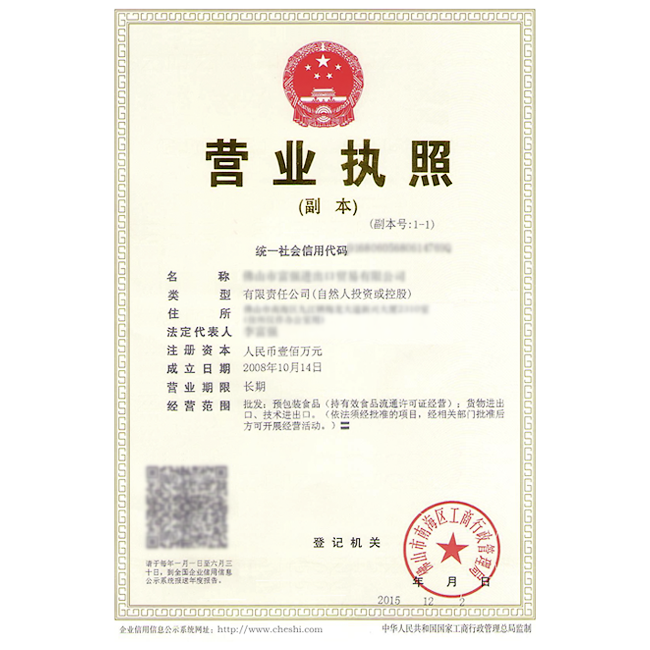 营业执照
(副 本)
(副本号:1-1)
统一社会信用代码
名 称
类 型 有限责任公司(自然人投资或控股)
住 所
法定代表人
注册资本 人民币壹佰万元
成立日期 2008年10月14日
营业期限 长期
经营范围 批发：预包装食品（持有效食品流通许可证经营）；货物进出
口、技术进出口。（依法须经批准的项目，经相关部门批准后
方可开展经营活动。）
请于每年一月一日至六月三
十日，到全国企业信用信息
公示系统报送年度报告。
登记机关
佛山市南海区工商行政管理局
年 月 日
2015 12 2
企业信用信息公示系统网址：http://www.cheshi.com/
中华人民共和国国家工商行政管理总局监制